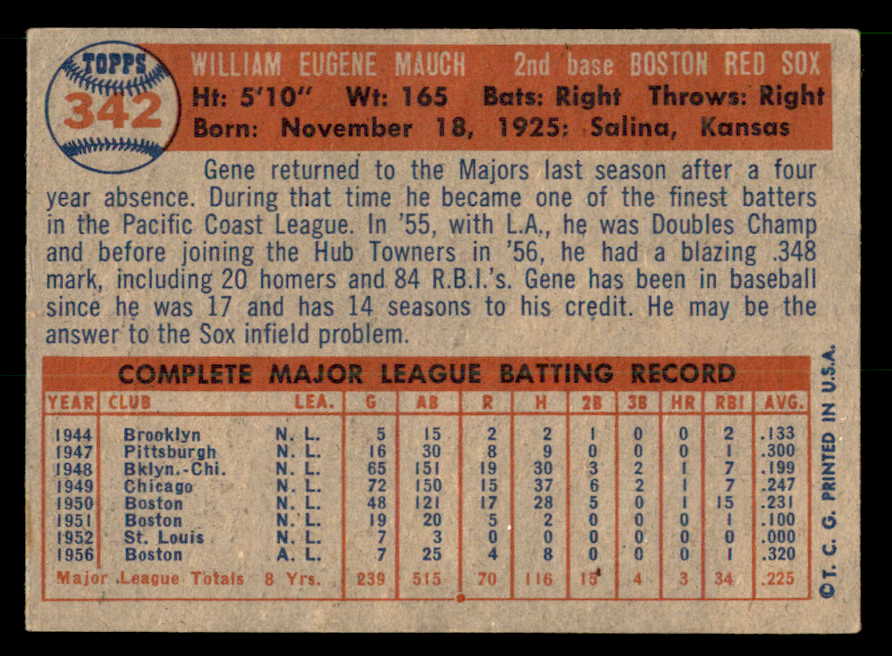 TOPPS
342
WILLIAM EUGENE MAUCH 2nd base BOSTON RED SOX
Ht: 5'10" Wt: 165 Bats: Right Throws: Right
Born: November 18, 1925: Salina, Kansas
Gene returned to the Majors last season after a four
year absence. During that time he became one of the finest batters
in the Pacific Coast League. In '55, with L.A., he was Doubles Champ
and before joining the Hub Towners in '56, he had a blazing .348
mark, including 20 homers and 84 R.B.I.'s. Gene has been in baseball
since he was 17 and has 14 seasons to his credit. He may be the
answer to the Sox infield problem.
COMPLETE MAJOR LEAGUE BATTING RECORD
YEAR CLUB LEA. G AB R H 2B 3B HR RBI AVG.
1944 Brooklyn N. L. 5 15 2 2 1 0 0 2 .133
1947 Pittsburgh N. L. 16 30 8 9 0 0 0 1 .300
1948 Bklyn.-Chi. N. L. 65 151 19 30 3 2 1 7 .199
1949 Chicago N. L. 72 150 15 37 6 2 1 7 .247
1950 Boston N. L. 48 121 17 28 5 0 1 15 .231
1951 Boston N. L. 19 20 5 2 0 0 0 1 .100
1952 St. Louis N. L. 7 3 0 0 0 0 0 0 .000
1956 Boston A. L. 7 25 4 8 0 0 0 1 .320
Major League Totals 8 Yrs. 239 515 70 116 15 4 3 34 .225
©T. C. G. PRINTED IN U.S.A.